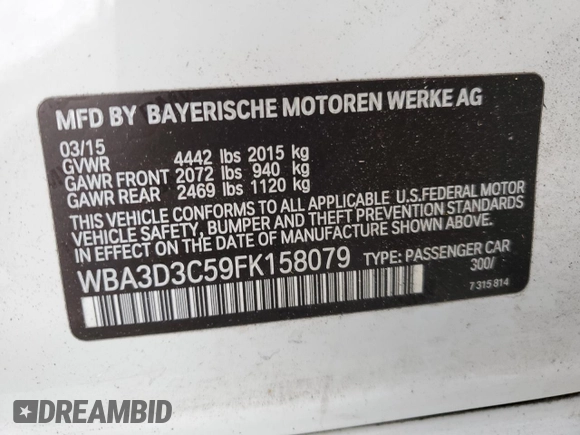 MFD BY BAYERISCHE MOTOREN WERKE AG
03/15
GVWR 4442 lbs 2015 kg
GAWR FRONT 2072 lbs 940 kg
GAWR REAR 2469 lbs 1120 kg
THIS VEHICLE CONFORMS TO ALL APPLICABLE U.S.FEDERAL MOTOR
VEHICLE SAFETY, BUMPER AND THEFT PREVENTION STANDARDS
IN EFFECT ON THE DATE OF MANUFACTURE SHOWN ABOVE.
WBA3D3C59FK158079 TYPE: PASSENGER CAR
300/
7 315 814
DREAMBID